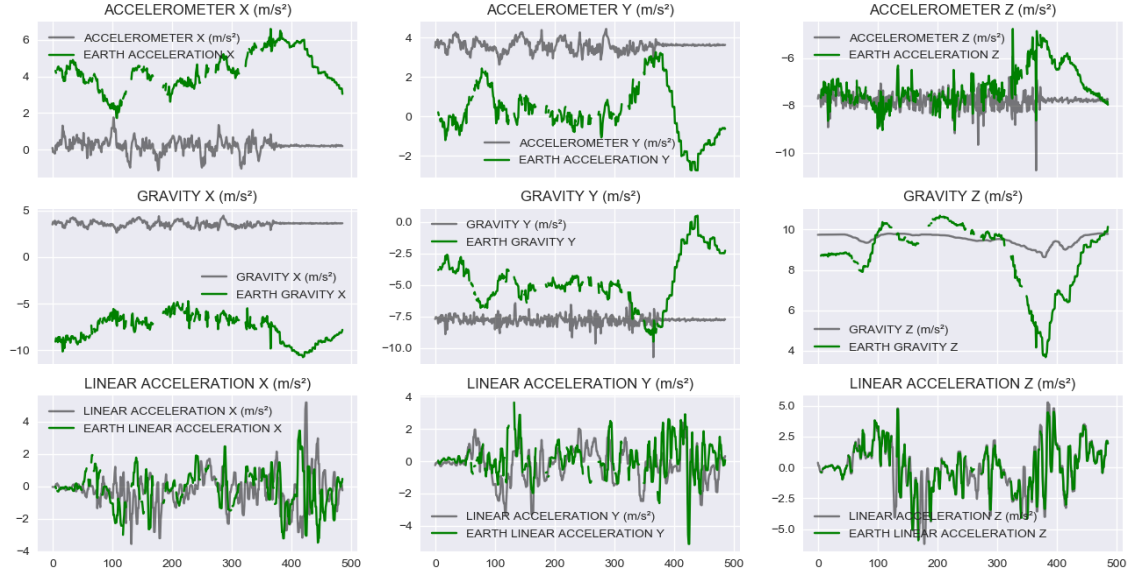 ACCELEROMETER X (m/s²)
ACCELEROMETER X (m/s²)
EARTH ACCELERATION X
6
4
2
0
ACCELEROMETER Y (m/s²)
ACCELEROMETER Y (m/s²)
EARTH ACCELERATION Y
4
2
0
−2
ACCELEROMETER Z (m/s²)
ACCELEROMETER Z (m/s²)
EARTH ACCELERATION Z
−6
−8
−10
GRAVITY X (m/s²)
GRAVITY X (m/s²)
EARTH GRAVITY X
5
0
−5
−10
GRAVITY Y (m/s²)
GRAVITY Y (m/s²)
EARTH GRAVITY Y
0.0
−2.5
−5.0
−7.5
−10.0
GRAVITY Z (m/s²)
GRAVITY Z (m/s²)
EARTH GRAVITY Z
10
8
6
4
LINEAR ACCELERATION X (m/s²)
LINEAR ACCELERATION X (m/s²)
EARTH LINEAR ACCELERATION X
4
2
0
−2
−4
0 100 200 300 400 500
LINEAR ACCELERATION Y (m/s²)
LINEAR ACCELERATION Y (m/s²)
EARTH LINEAR ACCELERATION Y
4
2
0
−2
−4
0 100 200 300 400 500
LINEAR ACCELERATION Z (m/s²)
LINEAR ACCELERATION Z (m/s²)
EARTH LINEAR ACCELERATION Z
5.0
2.5
0.0
−2.5
−5.0
0 100 200 300 400 500